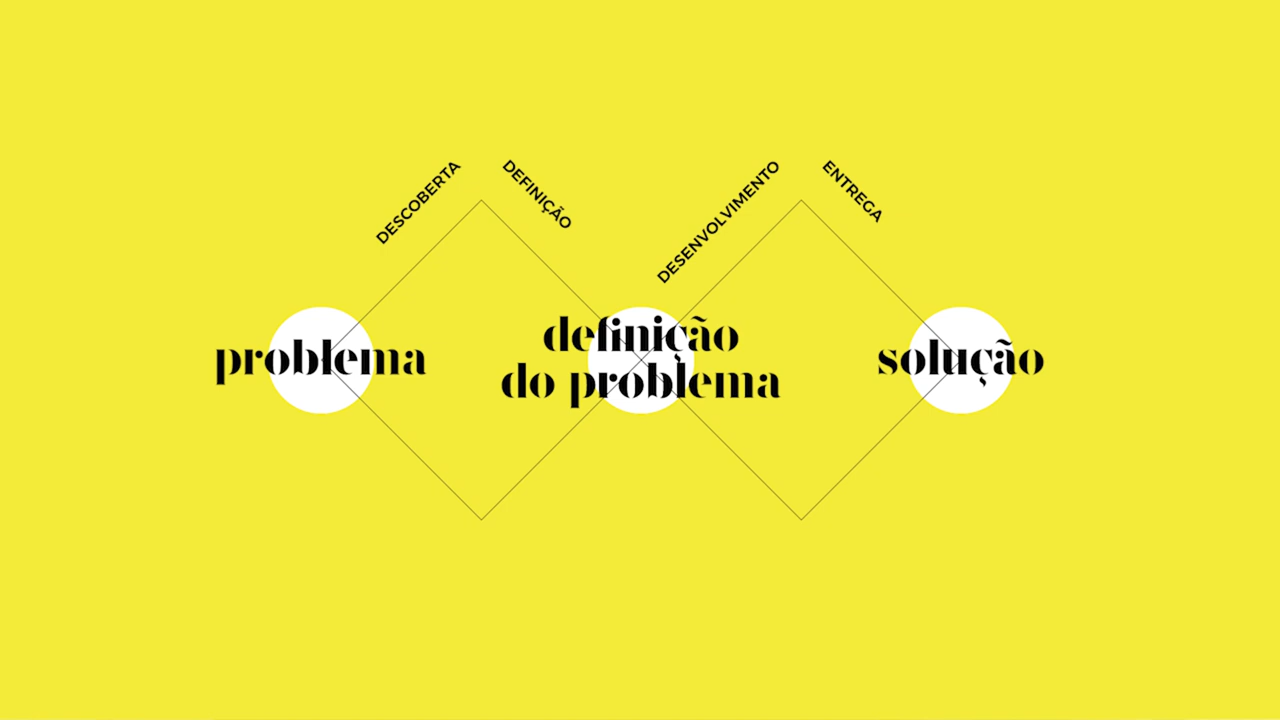 DESCOBERTA
DEFINIÇÃO
DESENVOLVIMENTO
ENTREGA
problema
definição
do problema
solução